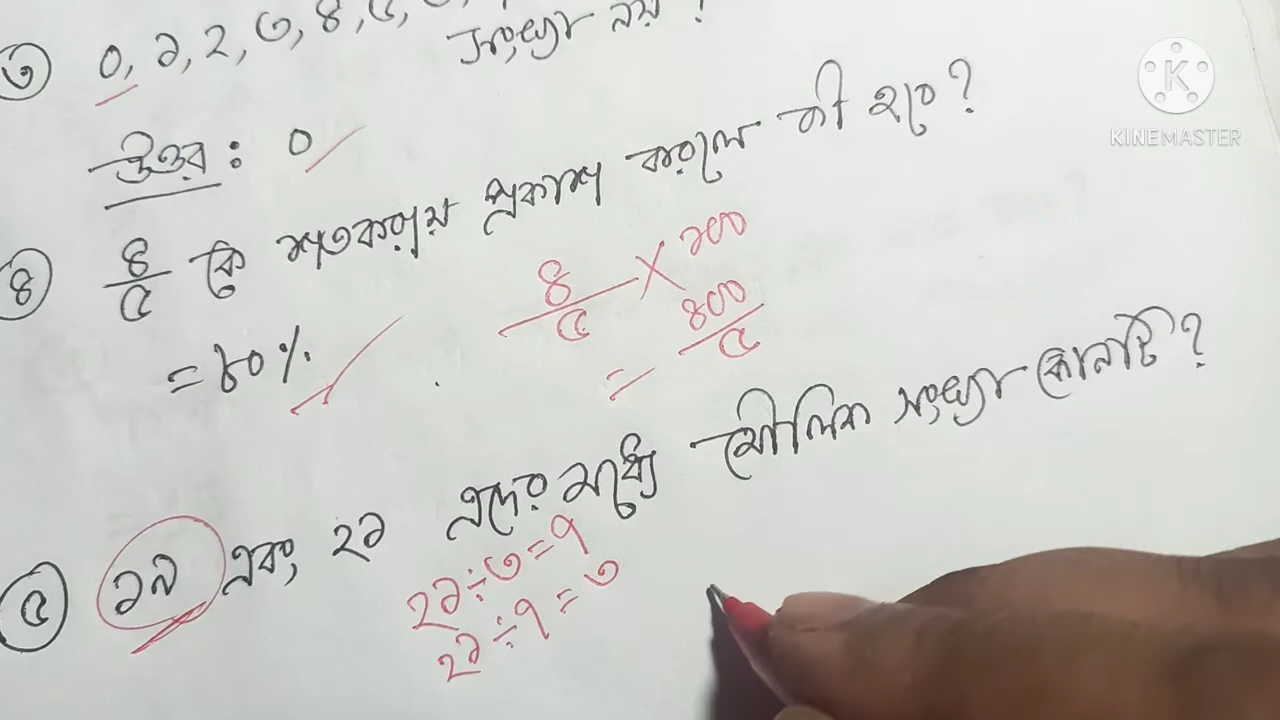 ৩ ০, ১, ২, ৩, ৪, ৫,
সংখ্যা নয় ?
উত্তর : ০
KINEMASTER
৪ ৪/৫ কে শতকরায় প্রকাশ করলে কী হবে ?
৪/৫ × ১০০
= ৮০%
= ৪০০/৫
৫ ১৯ এবং ২১ এদের মধ্যে মৌলিক সংখ্যা কোনটি ?
২১ ÷ ৩ = ৭
২১ ÷ ৭ = ৩